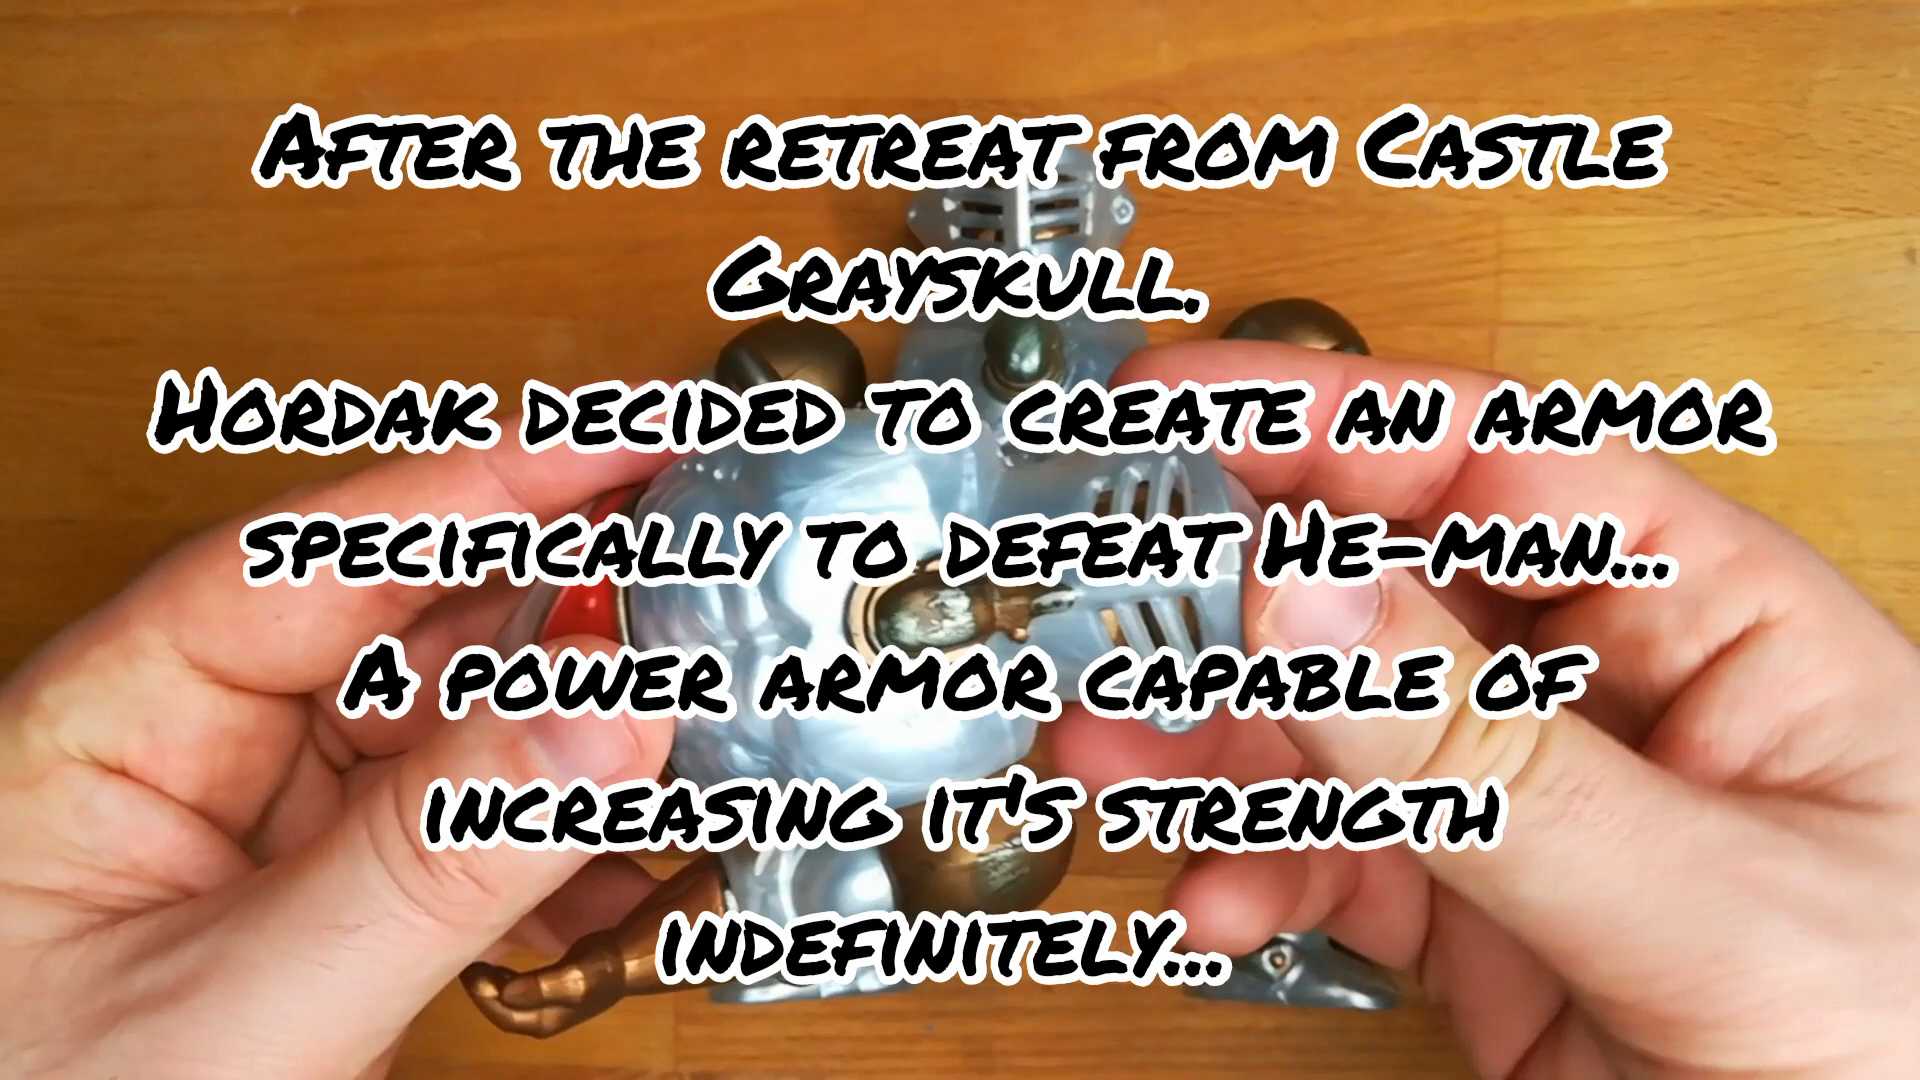 After the retreat from Castle
Grayskull.
Hordak decided to create an armor
specifically to defeat He-man...
A power armor capable of
increasing it's strength
indefinitely...